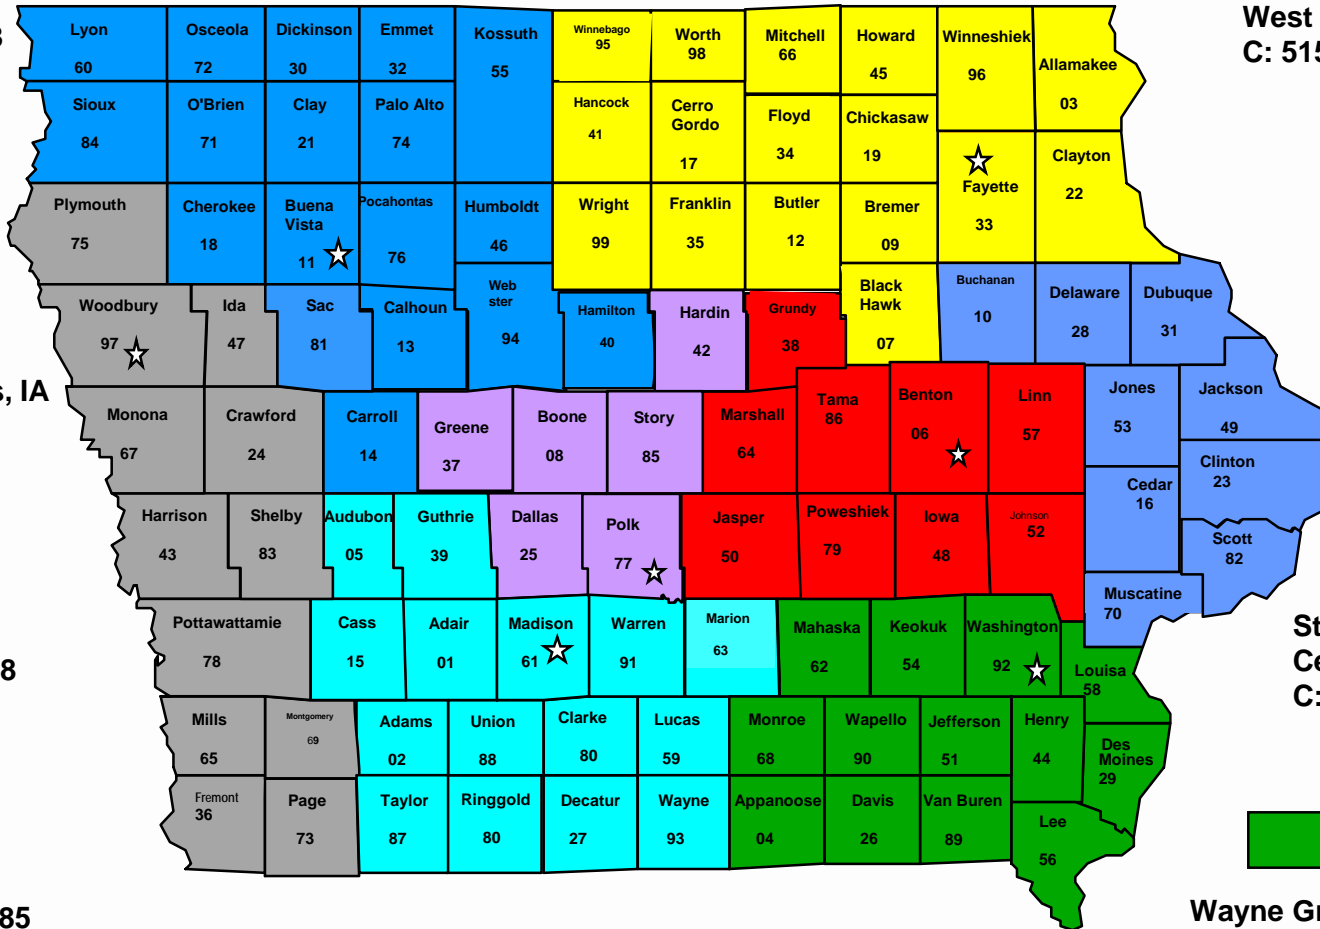 West
C: 515
Lyon
60
Osceola
72
Dickinson
30
Emmet
32
Kossuth
55
Winnebago
95
Worth
98
Mitchell
66
Howard
45
Winneshiek
96
Allamakee
03
Sioux
84
O'Brien
71
Clay
21
Palo Alto
74
Hancock
41
Cerro
Gordo
17
Floyd
34
Chickasaw
19
Fayette
33
Clayton
22
Plymouth
75
Cherokee
18
Buena
Vista
11
Pocahontas
76
Humboldt
46
Wright
99
Franklin
35
Butler
12
Bremer
09
Woodbury
97
Ida
47
Sac
81
Calhoun
13
Web
ster
94
Hamilton
40
Hardin
42
Grundy
38
Black
Hawk
07
Buchanan
10
Delaware
28
Dubuque
31
, IA
Monona
67
Crawford
24
Carroll
14
Greene
37
Boone
08
Story
85
Marshall
64
Tama
86
Benton
06
Linn
57
Jones
53
Jackson
49
Clinton
23
Cedar
16
Harrison
43
Shelby
83
Audubon
05
Guthrie
39
Dallas
25
Polk
77
Jasper
50
Poweshiek
79
Iowa
48
Johnson
52
Scott
82
Muscatine
70
Pottawattamie
78
Cass
15
Adair
01
Madison
61
Warren
91
Marion
63
Mahaska
62
Keokuk
54
Washington
92
Louisa
58
St
Ce
C:
8
Mills
65
Montgomery
69
Adams
02
Union
88
Clarke
80
Lucas
59
Monroe
68
Wapello
90
Jefferson
51
Henry
44
Des
Moines
29
Fremont
36
Page
73
Taylor
87
Ringgold
80
Decatur
27
Wayne
93
Appanoose
04
Davis
26
Van Buren
89
Lee
56
85
Wayne Gr